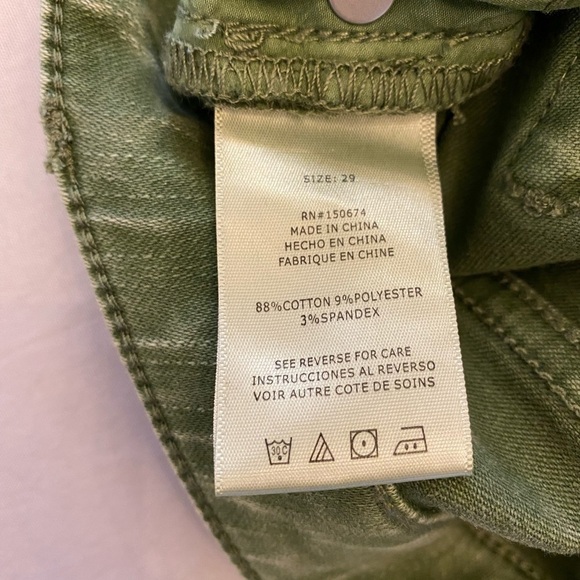 SIZE: 29
RN#150674
MADE IN CHINA
HECHO EN CHINA
FABRIQUE EN CHINE
88%COTTON 9%POLYESTER
3%SPANDEX
SEE REVERSE FOR CARE
INSTRUCCIONES AL REVERSO
VOIR AUTRE COTE DE SOINS
30C